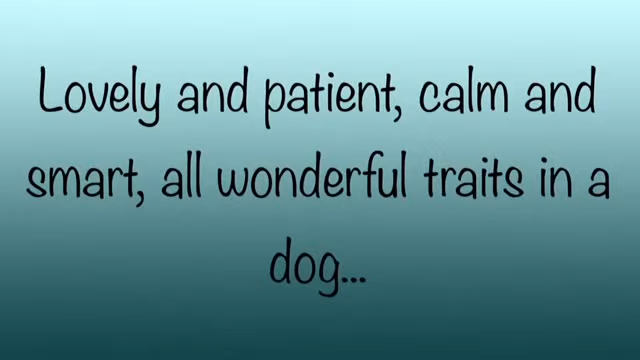 Lovely and patient, calm and
smart, all wonderful traits in a
dog...